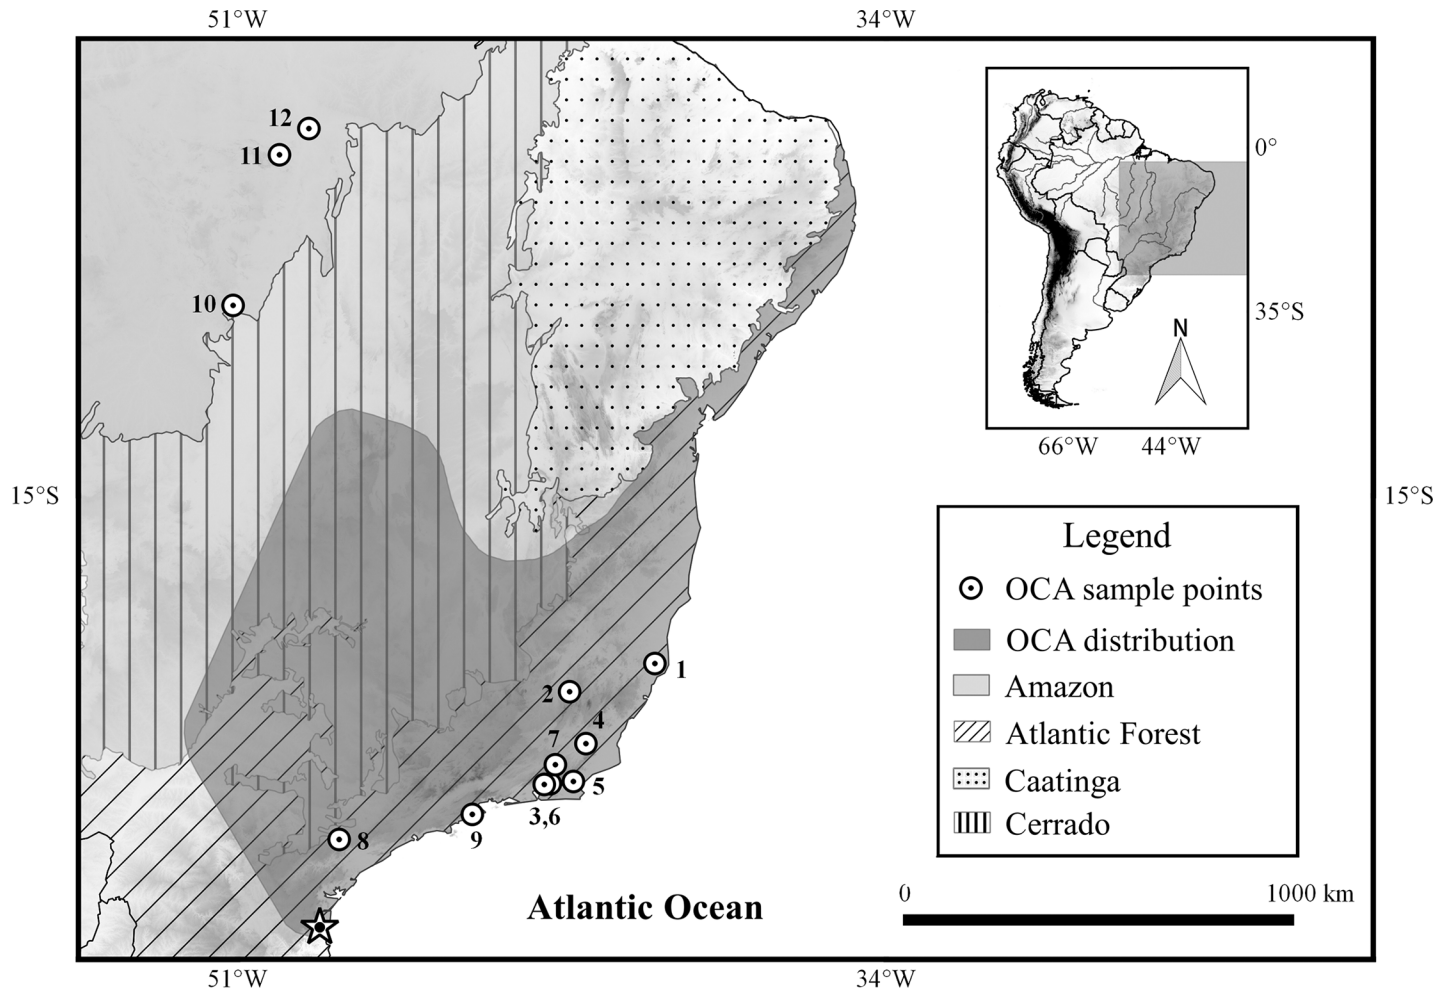 51°W
34°W
12
11
10
N
0°
35°S
66°W
44°W
15°S
15°S
Legend
OCA sample points
OCA distribution
Amazon
Atlantic Forest
Caatinga
Cerrado
1
2
4
7
5
3,6
9
8
Atlantic Ocean
0
1000 km
51°W
34°W